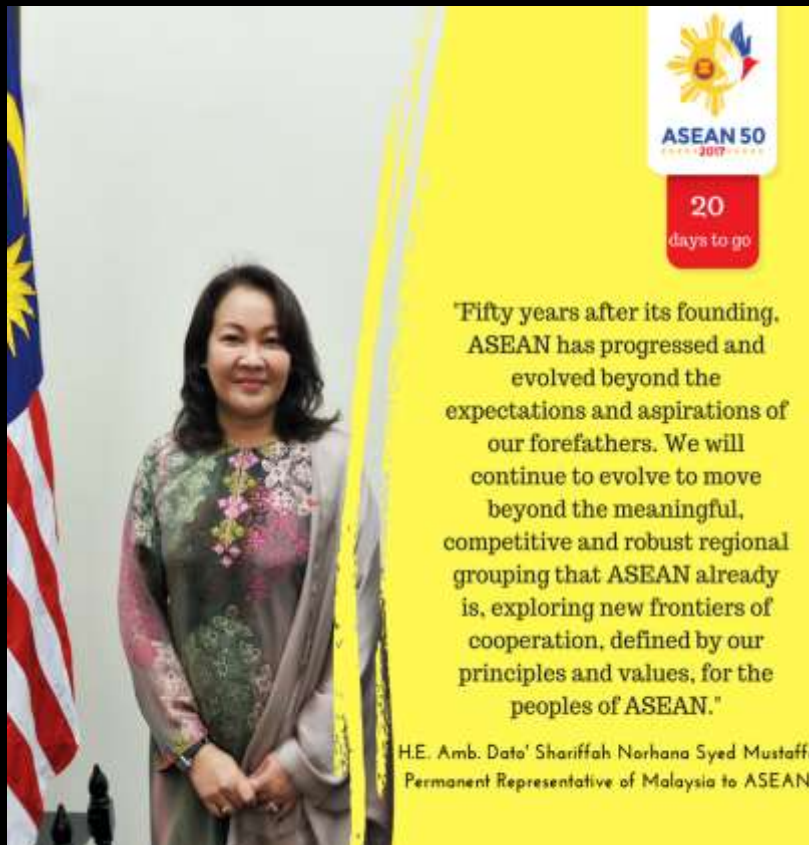 ASEAN 50
2017
20
days to go
"Fifty years after its founding,
ASEAN has progressed and
evolved beyond the
expectations and aspirations of
our forefathers. We will
continue to evolve to move
beyond the meaningful,
competitive and robust regional
grouping that ASEAN already
is, exploring new frontiers of
cooperation, defined by our
principles and values, for the
peoples of ASEAN."
H.E. Amb. Dato' Shariffah Norhana Syed Mustaff
Permanent Representative of Malaysia to ASEAN